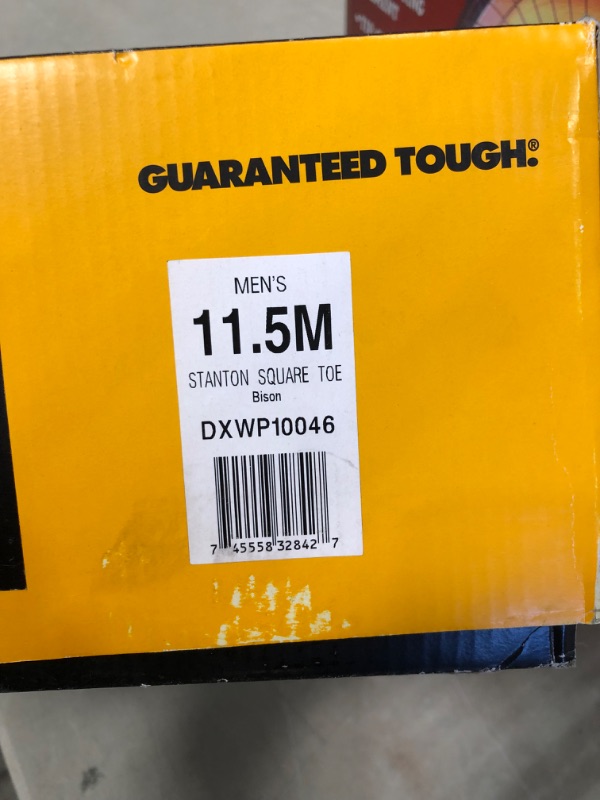 GUARANTEED TOUGH.®
MEN'S
11.5M
STANTON SQUARE TOE
Bison
DXWP10046
7 45558 32842 7